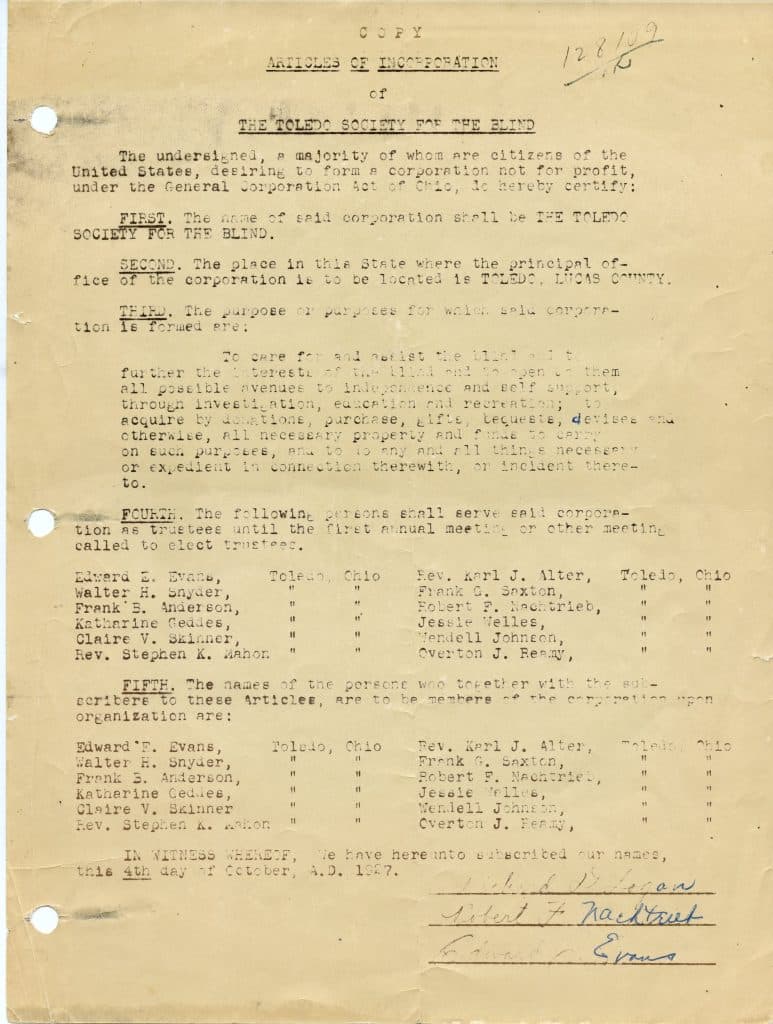 COPY
128109
ARTICLES OF INCORPORATION
of
THE TOLEDO SOCIETY FOR THE BLIND
The undersigned, a majority of whom are citizens of the
United States, desiring to form a corporation not for profit,
under the General Corporation Act of Ohio, do hereby certify:
FIRST. The name of said corporation shall be THE TOLEDO
SOCIETY FOR THE BLIND.
SECOND. The place in this State where the principal of-
fice of the corporation is to be located is TOLEDO, LUCAS COUNTY.
THIRD. The purpose or purposes for which said corpora-
tion is formed are:
To care for and assist the blind and to
further the interests of the blind and to open to them
all possible avenues to independence and self support,
through investigation, education and recreation; to
acquire by donations, purchase, gifts, bequests, devises and
otherwise, all necessary property and funds to carry
on such purposes, and to do any and all things necessary
or expedient in connection therewith, or incident there-
to.
FOURTH. The following persons shall serve said corpora-
tion as trustees until the first annual meeting or other meeting
called to elect trustees.
Edward E. Evans, Toledo, Ohio Rev. Karl J. Alter, Toledo, Ohio
Walter H. Snyder, " " Frank G. Saxton, " "
Frank B. Anderson, " " Robert F. Nachtrieb, " "
Katharine Geddes, " " Jessie Welles, " "
Claire V. Skinner, " " Wendell Johnson, " "
Rev. Stephen K. Mahon " " Overton J. Reamy, " "
FIFTH. The names of the persons who together with the sub-
scribers to these Articles, are to be members of the corporation upon
organization are:
Edward E. Evans, Toledo, Ohio Rev. Karl J. Alter, Toledo, Ohio
Walter H. Snyder, " " Frank G. Saxton, " "
Frank B. Anderson, " " Robert F. Nachtrieb, " "
Katharine Geddes, " " Jessie Welles, " "
Claire V. Skinner " " Wendell Johnson, " "
Rev. Stephen K. Mahon " " Overton J. Reamy, " "
IN WITNESS WHEREOF, We have hereunto subscribed our names,
this 4th day of October, A.D. 1927.
Logan
Robert F Nachtrieb
Edward Evans